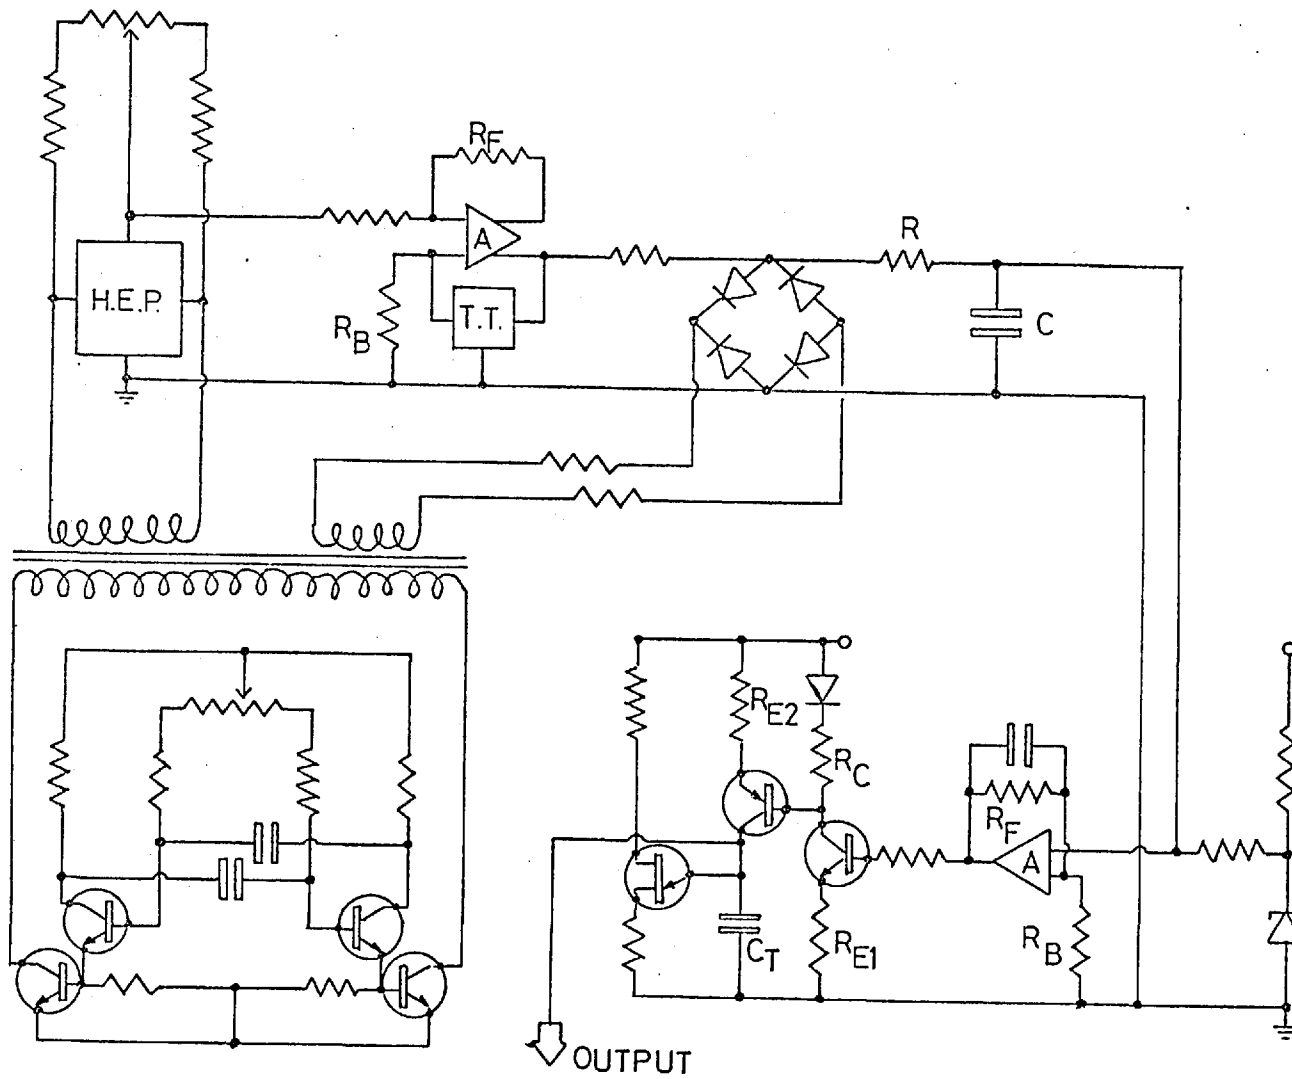 R_F
A
R
H.E.P.
T.T.
R_B
C
R_E2
R_C
R_F
A
R_B
R_E1
C_T
OUTPUT